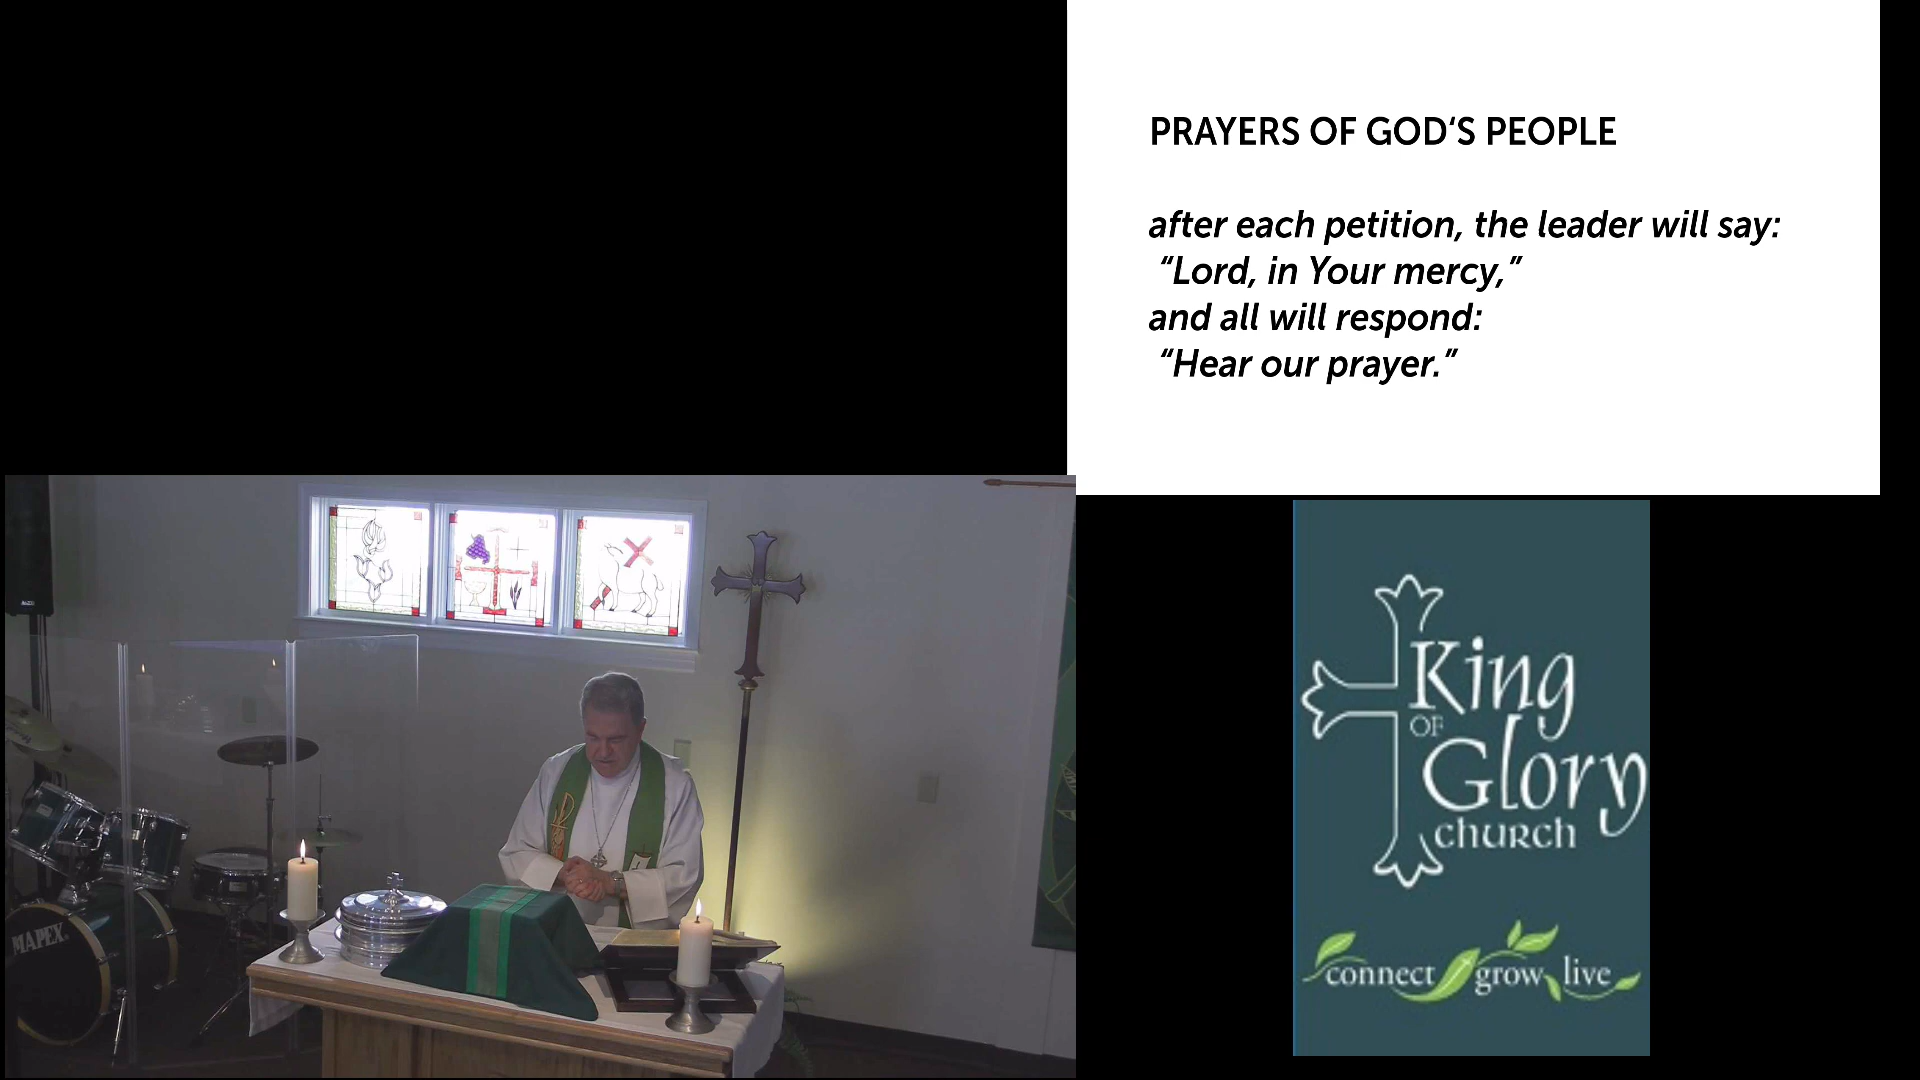 PRAYERS OF GOD‘S PEOPLE
after each petition, the leader will say:
“Lord, in Your mercy,”
and all will respond:
“Hear our prayer.”
MAPEX
King
OF
Glory
church
connect grow live